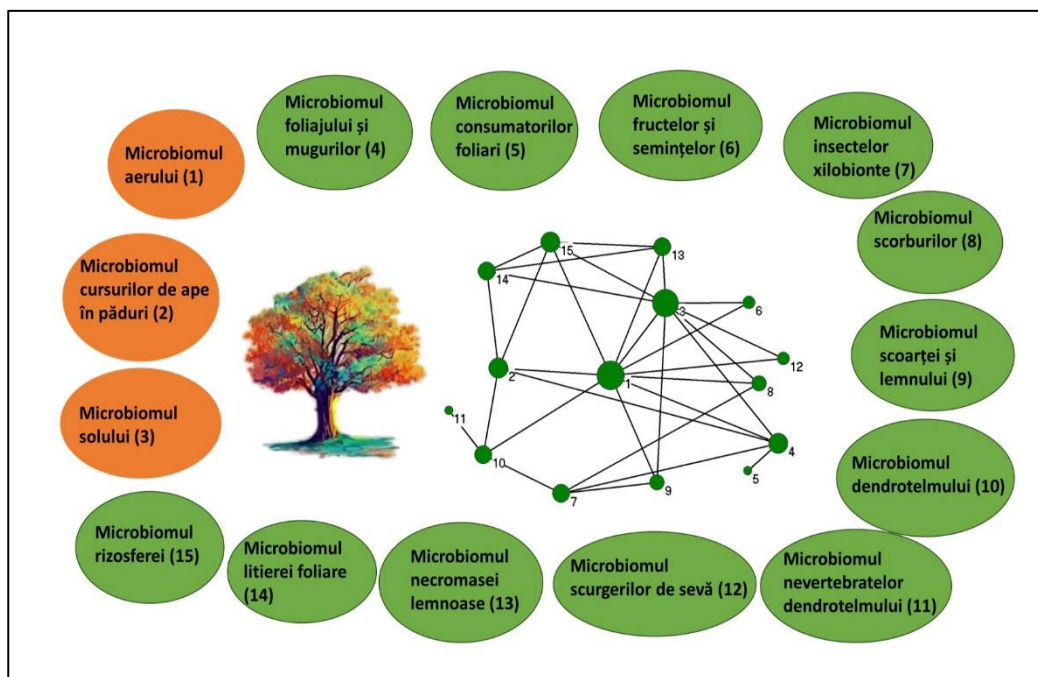 Microbiomul
aerului (1)
Microbiomul
foliajului și
mugurilor (4)
Microbiomul
consumatorilor
foliari (5)
Microbiomul
fructelor și
semințelor (6)
Microbiomul
insectelor
xilobionte (7)
Microbiomul
scorburilor (8)
Microbiomul
cursurilor de ape
în păduri (2)
Microbiomul
scoarței și
lemnului (9)
Microbiomul
solului (3)
Microbiomul
dendrotelmului (10)
Microbiomul
rizosferei (15)
Microbiomul
litierei foliare
(14)
Microbiomul
necromasei
lemnoase (13)
Microbiomul
scurgerilor de sevă (12)
Microbiomul
nevertebratelor
dendrotelmului (11)
15
13
14
3
6
12
2
1
8
11
4
10
5
9
7